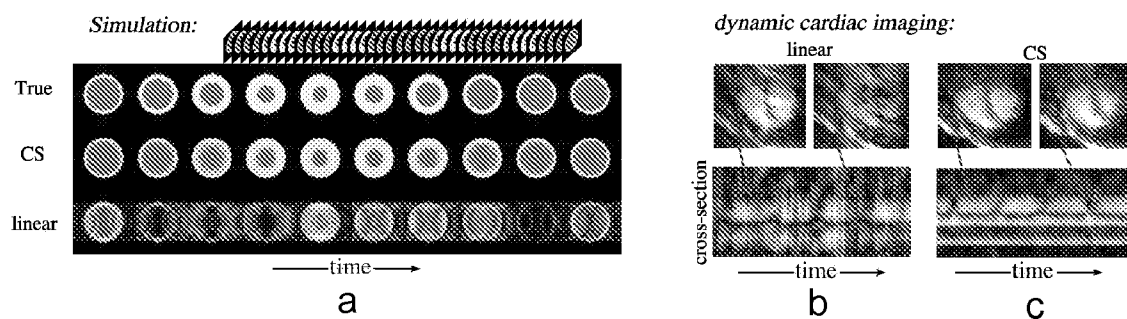 Simulation:
dynamic cardiac imaging:
linear
CS
True
CS
linear
cross-section
time
time
time
a
b
c